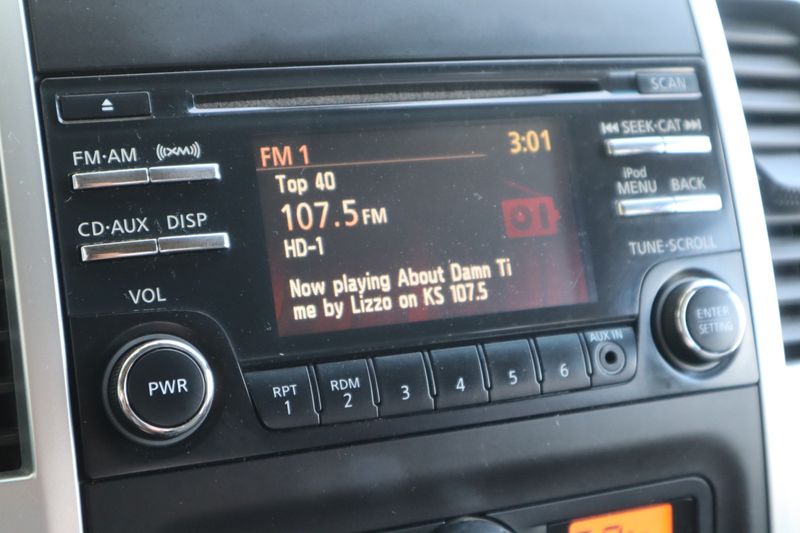 SCAN
FM·AM
XM
FM 1
3:01
SEEK·CAT
Top 40
iPod
MENU
BACK
107.5 FM
CD·AUX
DISP
HD-1
TUNE·SCROLL
Now playing About Damn Ti
me by Lizzo on KS 107.5
VOL
ENTER
SETTING
PWR
RPT
1
RDM
2
3
4
5
6
AUX IN